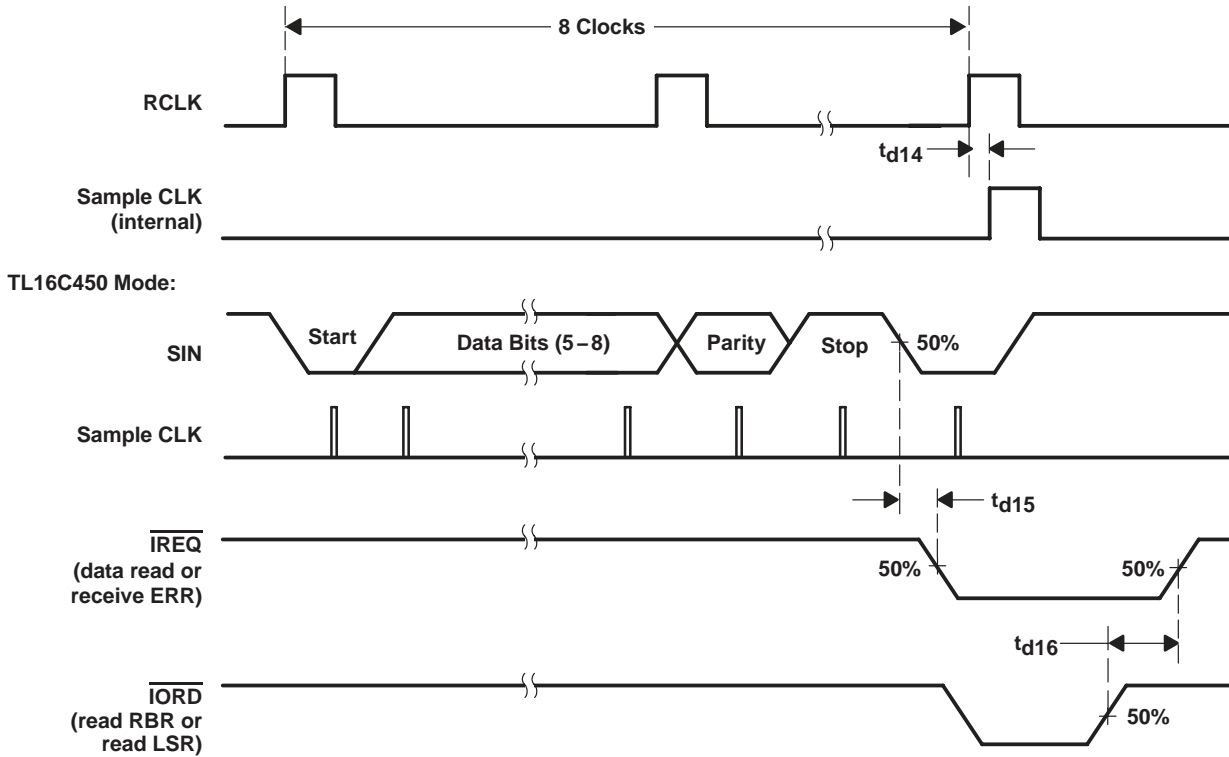 8 Clocks
RCLK
td14
Sample CLK
(internal)
TL16C450 Mode:
SIN
Start
Data Bits (5–8)
Parity
Stop
50%
Sample CLK
td15
IREQ
(data read or
receive ERR)
50%
50%
td16
IORD
(read RBR or
read LSR)
50%